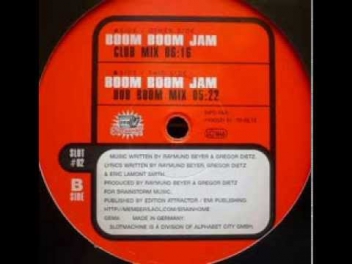 BOOM BOOM JAM
CLUB MIX 06:16
BOOM BOOM JAM
DUB BOOM MIX 05:22
SLOT
#02
B
SIDE
MUSIC WRITTEN BY RAYMUND BEYER & GREGOR DIETZ.
LYRICS WRITTEN BY RAYMUND BEYER, GREGOR DIETZ
& ERIC LAMONT SMITH.
PRODUCED BY RAYMUND BEYER & GREGOR DIETZ
FOR BRAINSTORM MUSIC.
PUBLISHED BY EDITION ATTRACTOR / EMI PUBLISHING.
GEMA MADE IN GERMANY.
SLOTMACHINE IS A DIVISION OF ALPHABET CITY GMBH.